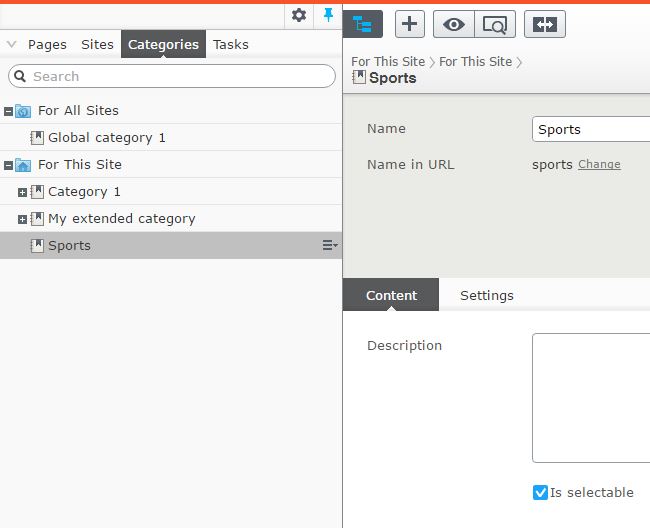 Pages Sites Categories Tasks
Search
For All Sites
Global category 1
For This Site
Category 1
My extended category
Sports
For This Site For This Site
Sports
Name Sports
Name in URL sports Change
Content Settings
Description
Is selectable